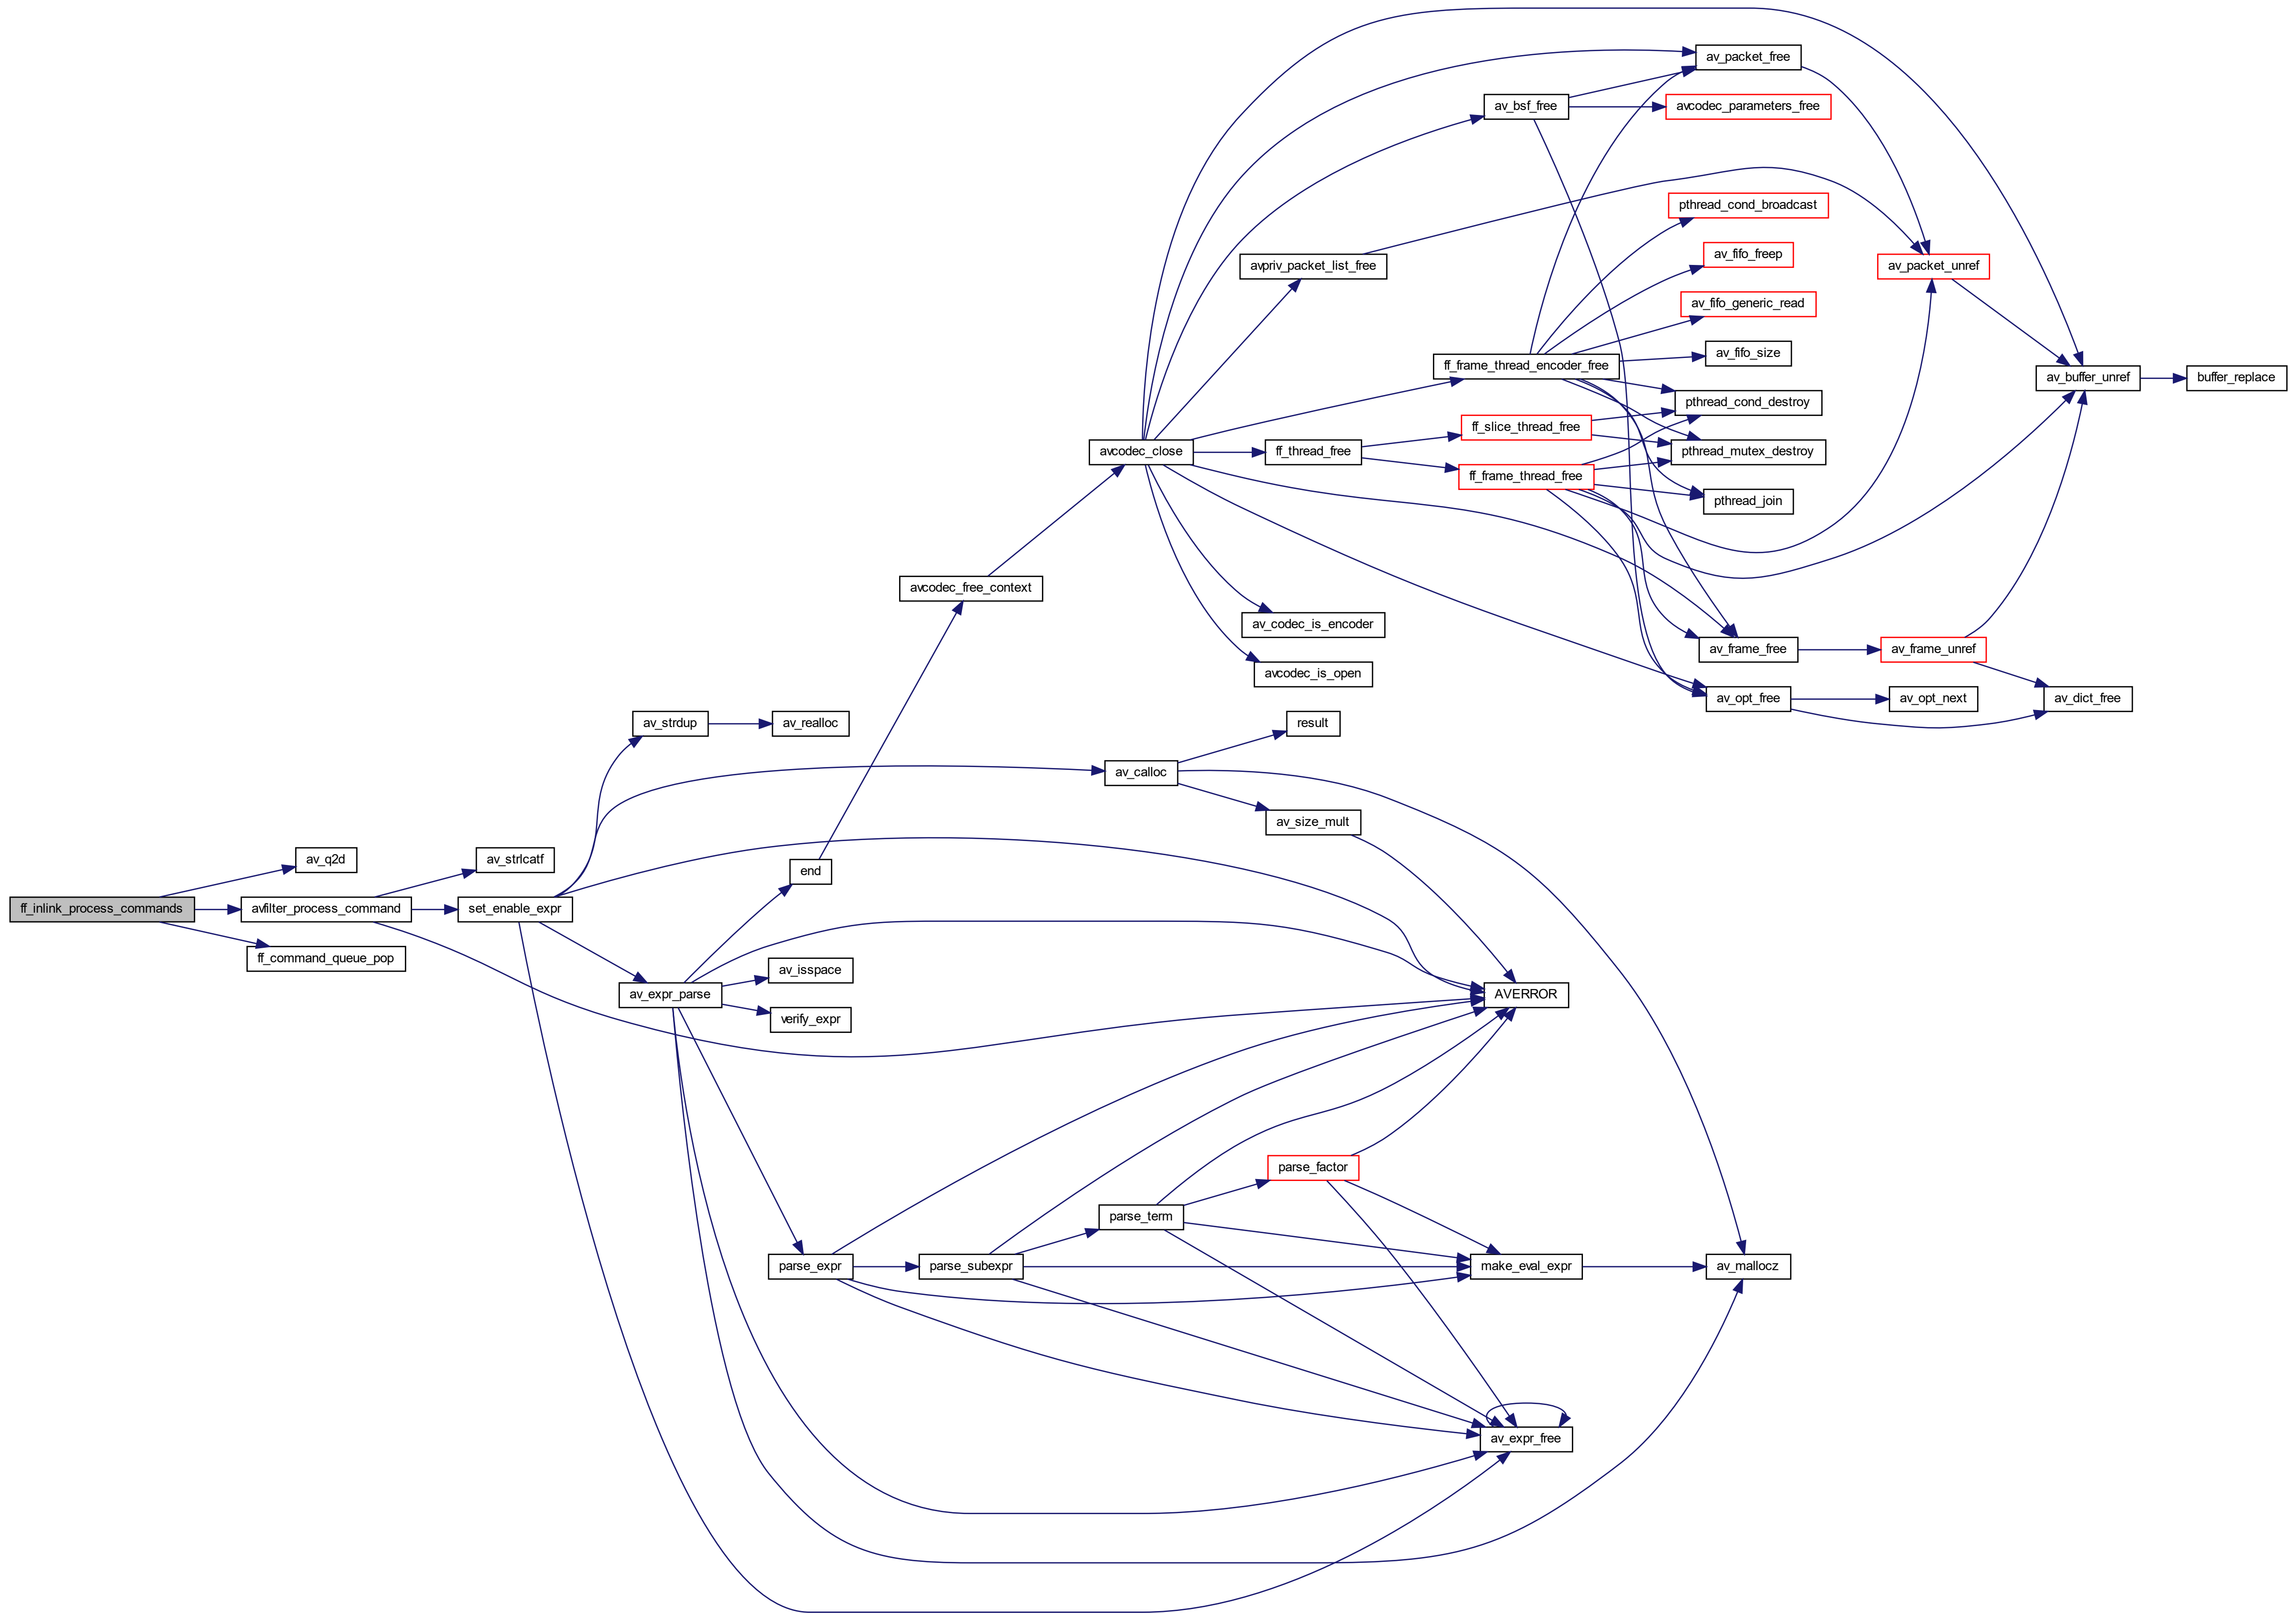 ff_inlink_process_commands
av_q2d
avfilter_process_command
ff_command_queue_pop
av_strlcatf
set_enable_expr
av_strdup
av_realloc
av_expr_parse
end
av_isspace
verify_expr
parse_expr
avcodec_free_context
parse_subexpr
avcodec_close
av_calloc
parse_term
avpriv_packet_list_free
ff_thread_free
av_codec_is_encoder
avcodec_is_open
result
av_size_mult
parse_factor
av_bsf_free
ff_frame_thread_encoder_free
ff_slice_thread_free
ff_frame_thread_free
AVERROR
make_eval_expr
av_expr_free
av_packet_free
avcodec_parameters_free
pthread_cond_broadcast
av_fifo_freep
av_fifo_generic_read
av_fifo_size
pthread_cond_destroy
pthread_mutex_destroy
pthread_join
av_frame_free
av_opt_free
av_mallocz
av_packet_unref
av_frame_unref
av_opt_next
av_buffer_unref
av_dict_free
buffer_replace